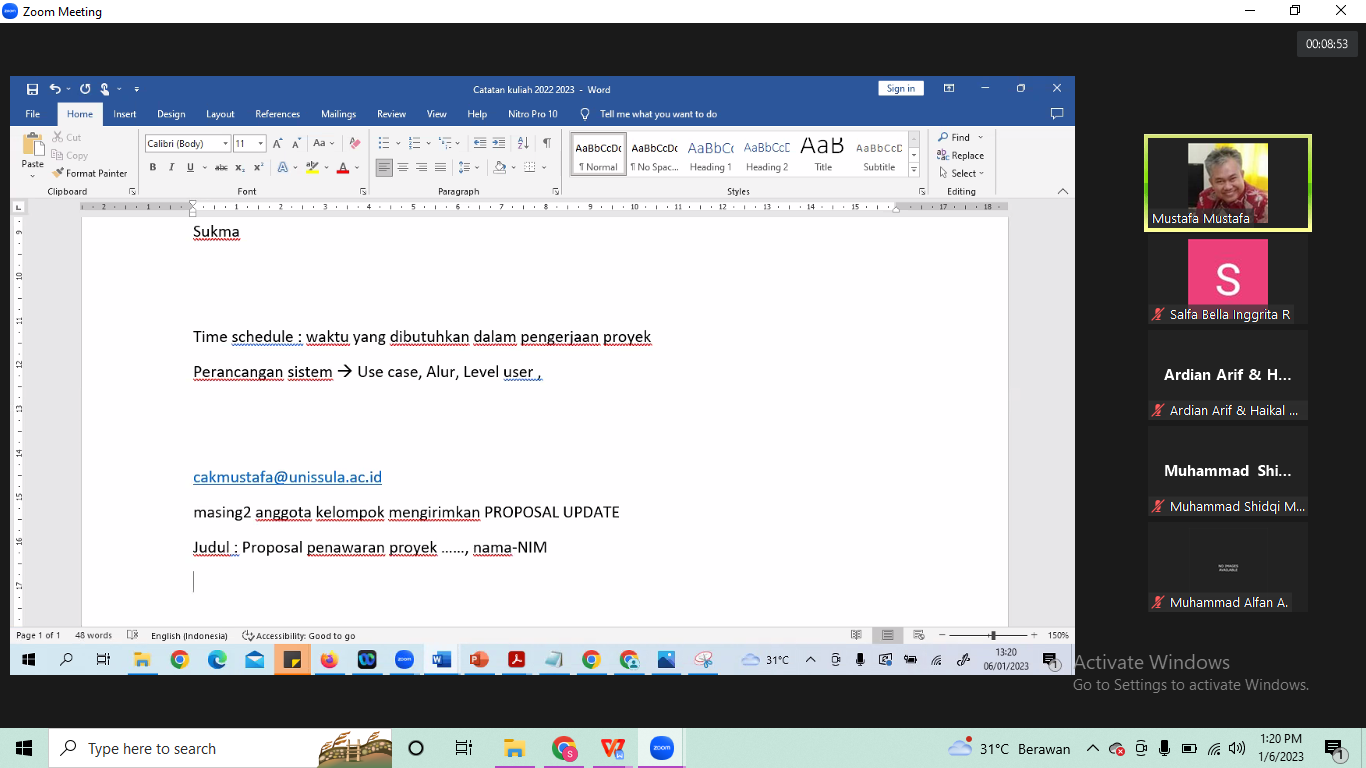 Zoom Meeting
00:08:53
Catatan kuliah 2022 2023 - Word
Sign in
File Home Insert Design Layout References Mailings Review View Help Nitro Pro 10 Tell me what you want to do
Paste
Cut
Copy
Format Painter
Clipboard
Calibri (Body) 11
Font
Paragraph
AaBbCcDc ¶ Normal
AaBbCcDc ¶ No Spac...
AaBbCc Heading 1
AaBbCcC Heading 2
AaB Title
AaBbCcC Subtitle
Styles
Find
Replace
Select
Editing
Sukma
Time schedule : waktu yang dibutuhkan dalam pengerjaan proyek
Perancangan sistem → Use case, Alur, Level user ,
cakmustafa@unissula.ac.id
masing2 anggota kelompok mengirimkan PROPOSAL UPDATE
Judul : Proposal penawaran proyek ……, nama-NIM
Page 1 of 1 48 words English (Indonesia) Accessibility: Good to go 150%
31°C 13:20
06/01/2023
Mustafa Mustafa
S
Salfa Bella Inggrita R
Ardian Arif & H...
Ardian Arif & Haikal ...
Muhammad Shi...
Muhammad Shidqi M...
NO IMAGES
AVAILABLE
Muhammad Alfan A.
Activate Windows
Go to Settings to activate Windows.
Type here to search
31°C Berawan
1:20 PM
1/6/2023